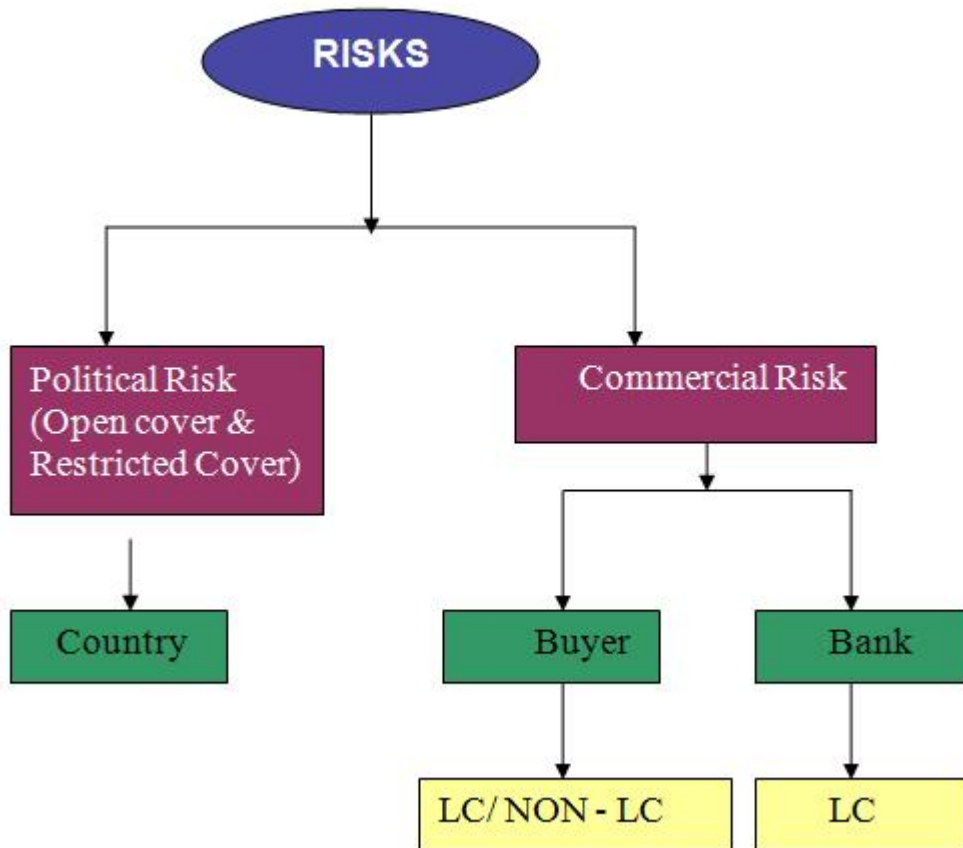 RISKS
Political Risk
(Open cover &
Restricted Cover)
Commercial Risk
Country
Buyer
Bank
LC/ NON - LC
LC